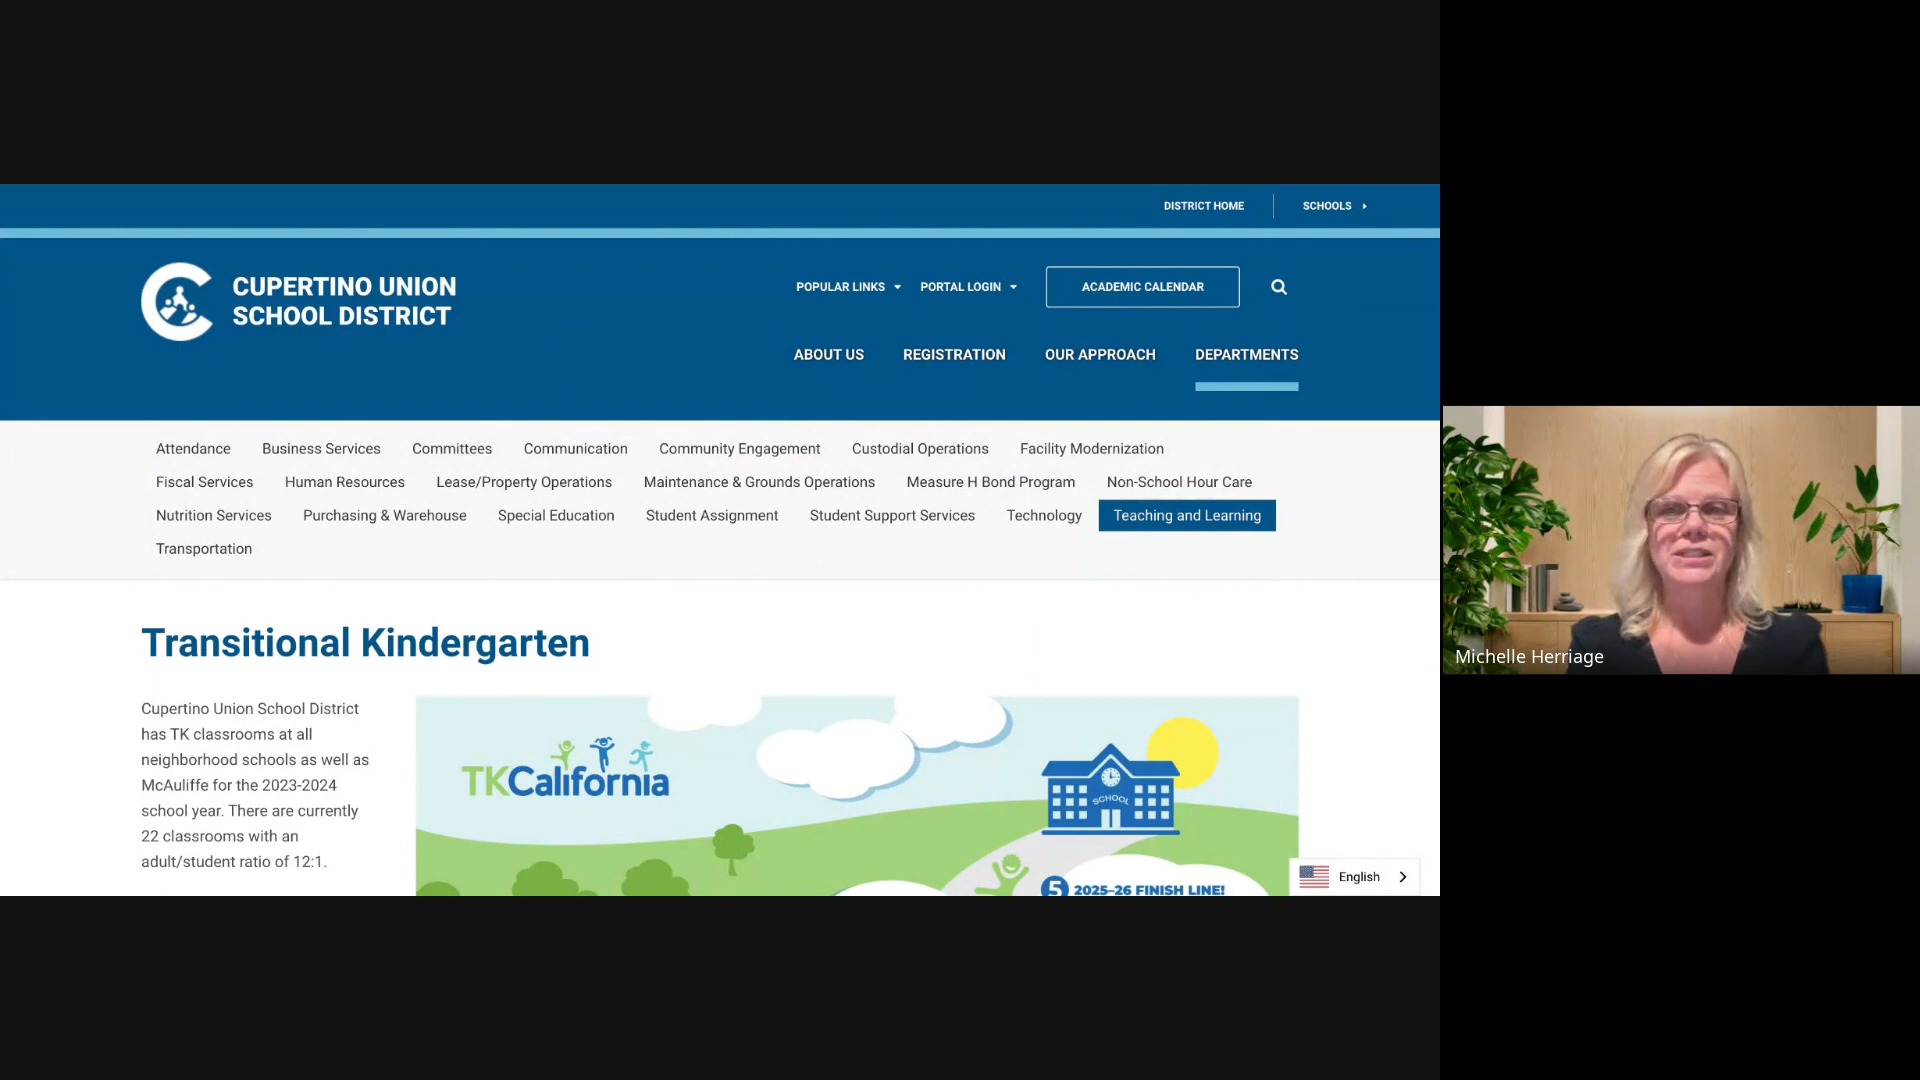 DISTRICT HOME SCHOOLS
CUPERTINO UNION
SCHOOL DISTRICT
POPULAR LINKS PORTAL LOGIN ACADEMIC CALENDAR
ABOUT US REGISTRATION OUR APPROACH DEPARTMENTS
Attendance Business Services Committees Communication Community Engagement Custodial Operations Facility Modernization
Fiscal Services Human Resources Lease/Property Operations Maintenance & Grounds Operations Measure H Bond Program Non-School Hour Care
Nutrition Services Purchasing & Warehouse Special Education Student Assignment Student Support Services Technology Teaching and Learning
Transportation
Transitional Kindergarten
Cupertino Union School District
has TK classrooms at all
neighborhood schools as well as
McAuliffe for the 2023-2024
school year. There are currently
22 classrooms with an
adult/student ratio of 12:1.
TKCalifornia
SCHOOL
5 2025–26 FINISH LINE!
English
Michelle Herriage